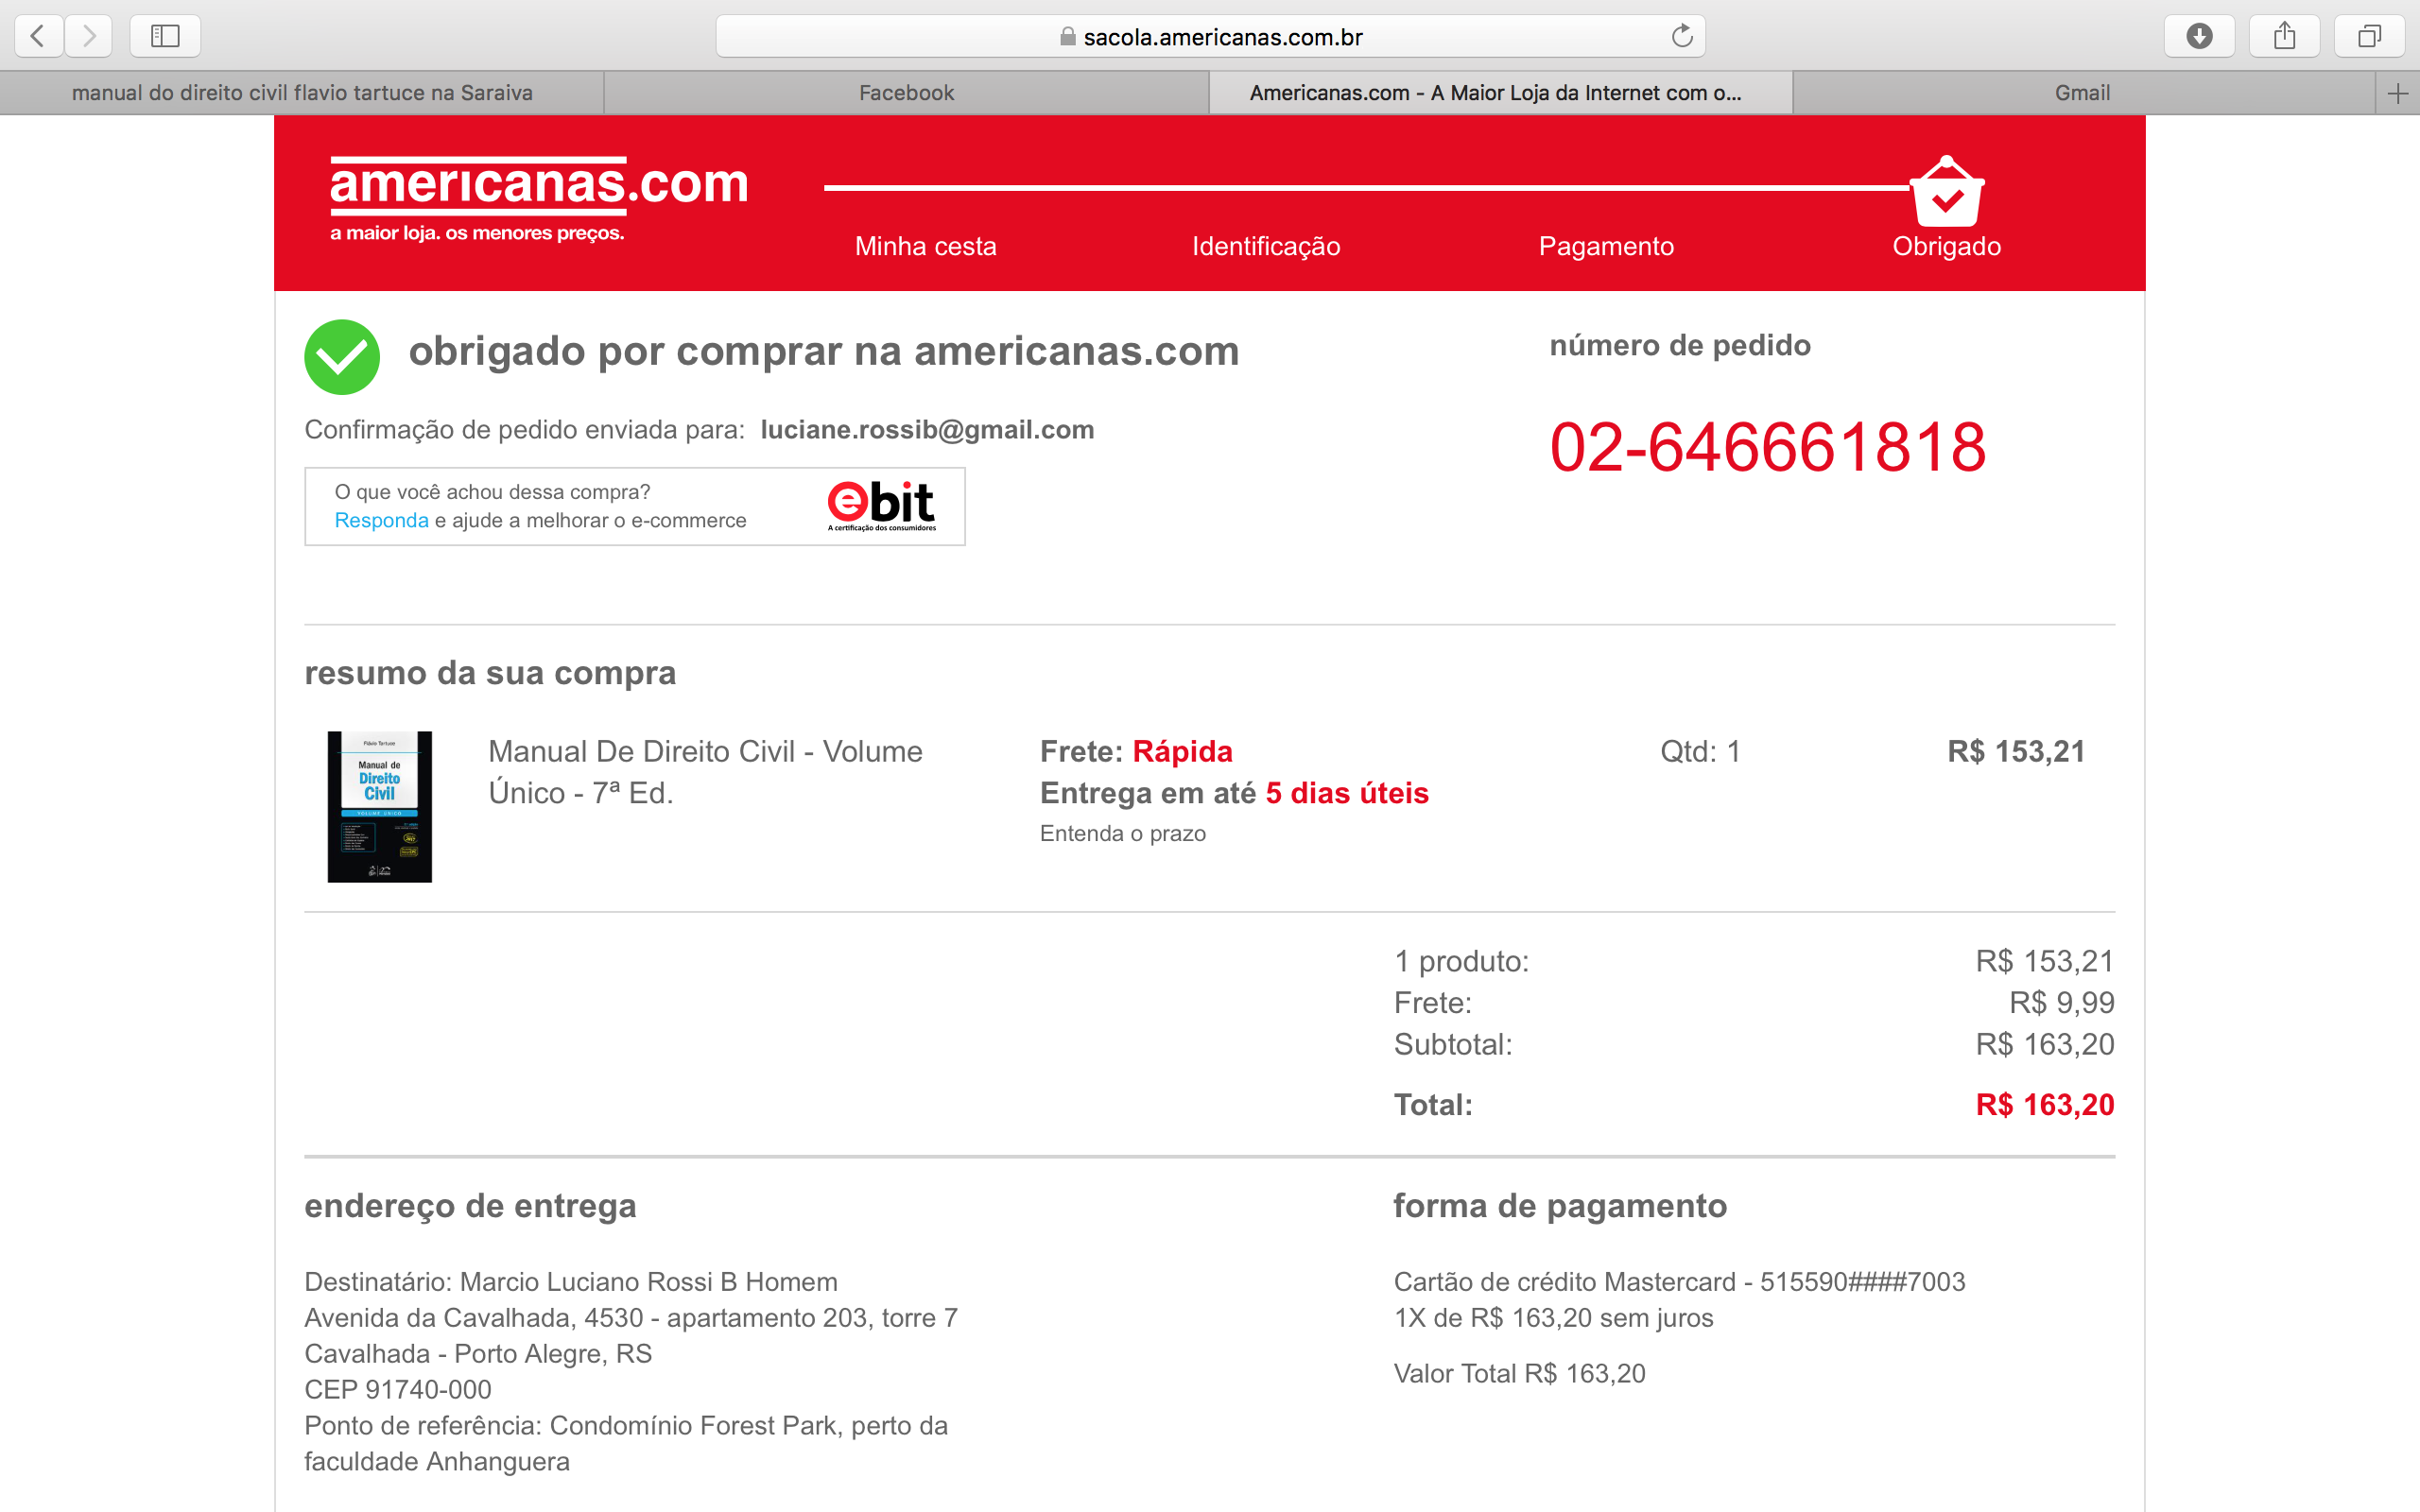 sacola.americanas.com.br
manual do direito civil flavio tartuce na Saraiva
Facebook
Americanas.com - A Maior Loja da Internet com o...
Gmail
americanas.com
a maior loja. os menores preços.
Minha cesta
Identificação
Pagamento
Obrigado
obrigado por comprar na americanas.com
número de pedido
Confirmação de pedido enviada para: luciane.rossib@gmail.com
02-646661818
O que você achou dessa compra?
Responda e ajude a melhorar o e-commerce
ebit
A certificação dos consumidores
resumo da sua compra
Flávio Tartuce
Manual de
Direito
Civil
VOLUME ÚNICO
Manual De Direito Civil - Volume
Único - 7ª Ed.
Frete: Rápida
Entrega em até 5 dias úteis
Entenda o prazo
Qtd: 1
R$ 153,21
1 produto: R$ 153,21
Frete: R$ 9,99
Subtotal: R$ 163,20
Total: R$ 163,20
endereço de entrega
Destinatário: Marcio Luciano Rossi B Homem
Avenida da Cavalhada, 4530 - apartamento 203, torre 7
Cavalhada - Porto Alegre, RS
CEP 91740-000
Ponto de referência: Condomínio Forest Park, perto da
faculdade Anhanguera
forma de pagamento
Cartão de crédito Mastercard - 515590####7003
1X de R$ 163,20 sem juros
Valor Total R$ 163,20